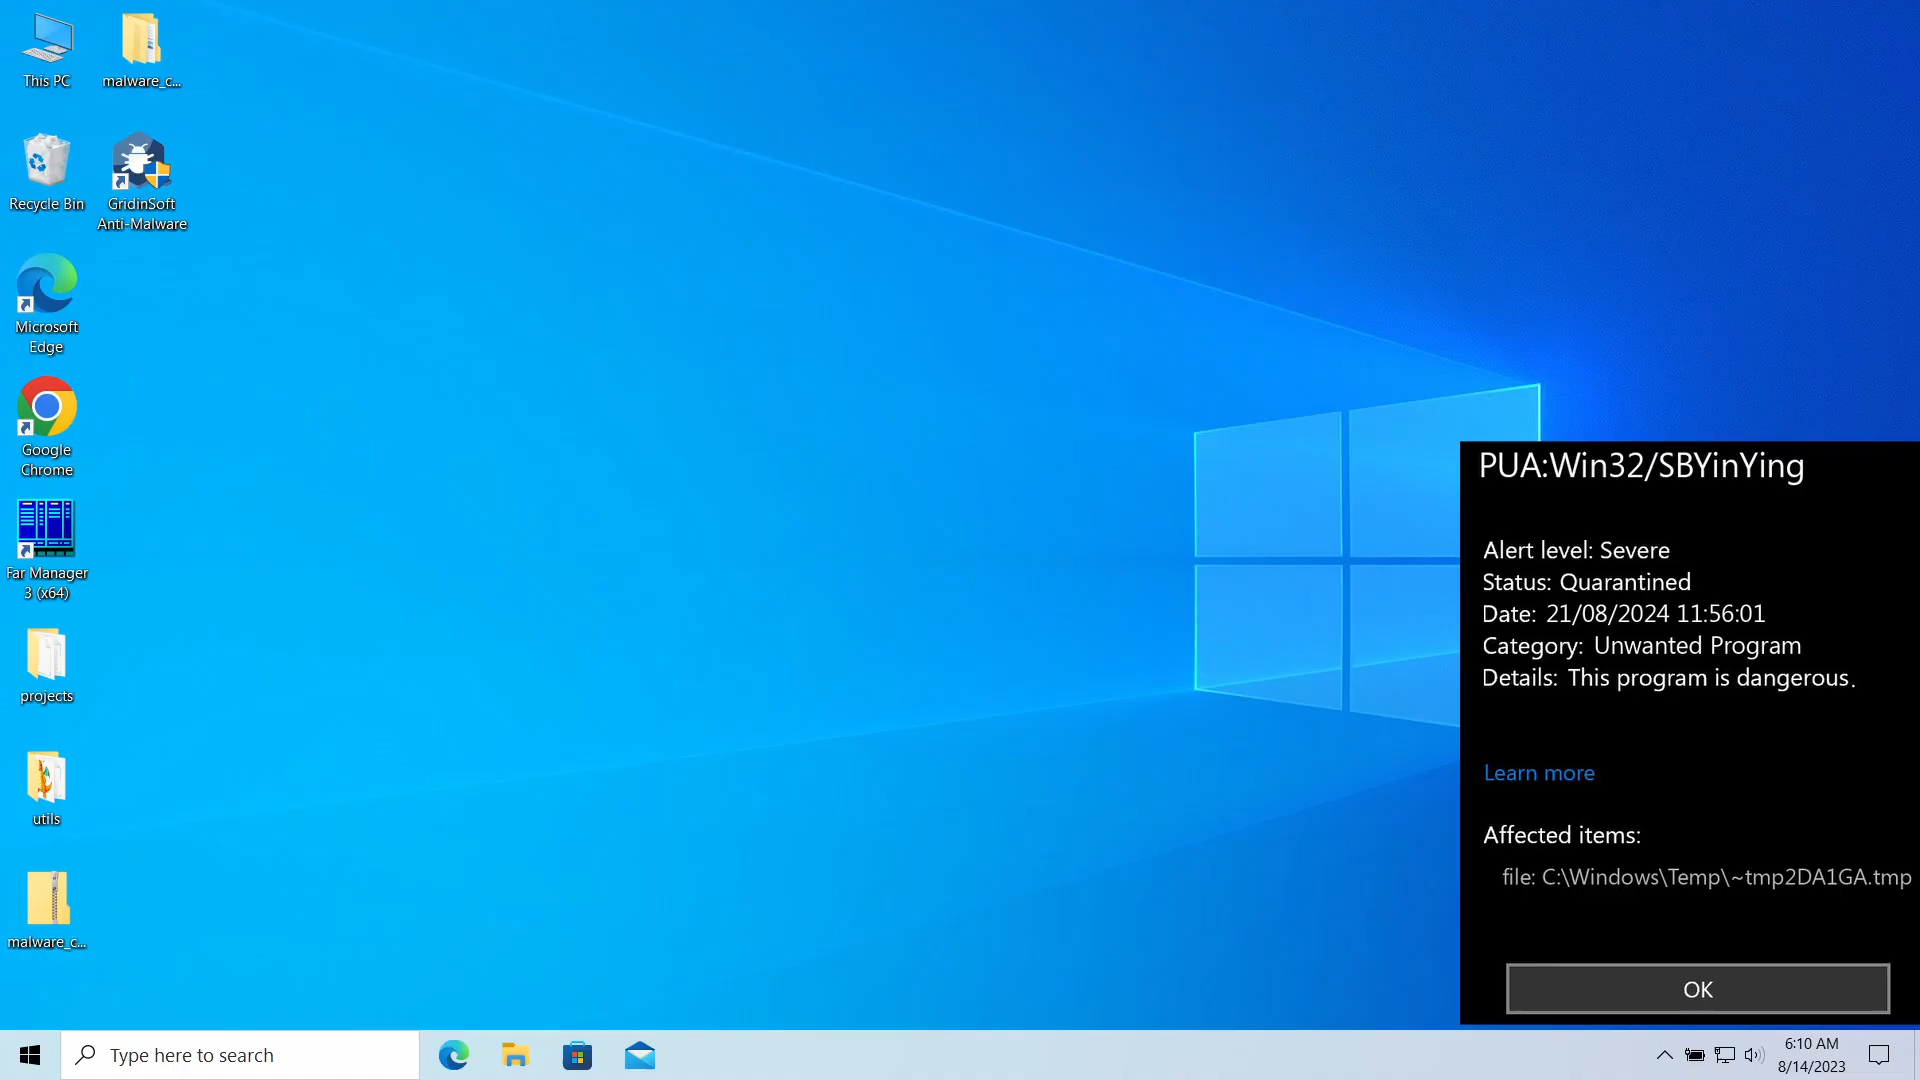 This PC
malware_c...
Recycle Bin
GridinSoft
Anti-Malware
Microsoft
Edge
Google
Chrome
Far Manager
3 (x64)
projects
utils
malware_c...
PUA:Win32/SBYinYing
Alert level: Severe
Status: Quarantined
Date: 21/08/2024 11:56:01
Category: Unwanted Program
Details: This program is dangerous.
Learn more
Affected items:
file: C:\Windows\Temp\~tmp2DA1GA.tmp
OK
Type here to search
6:10 AM
8/14/2023